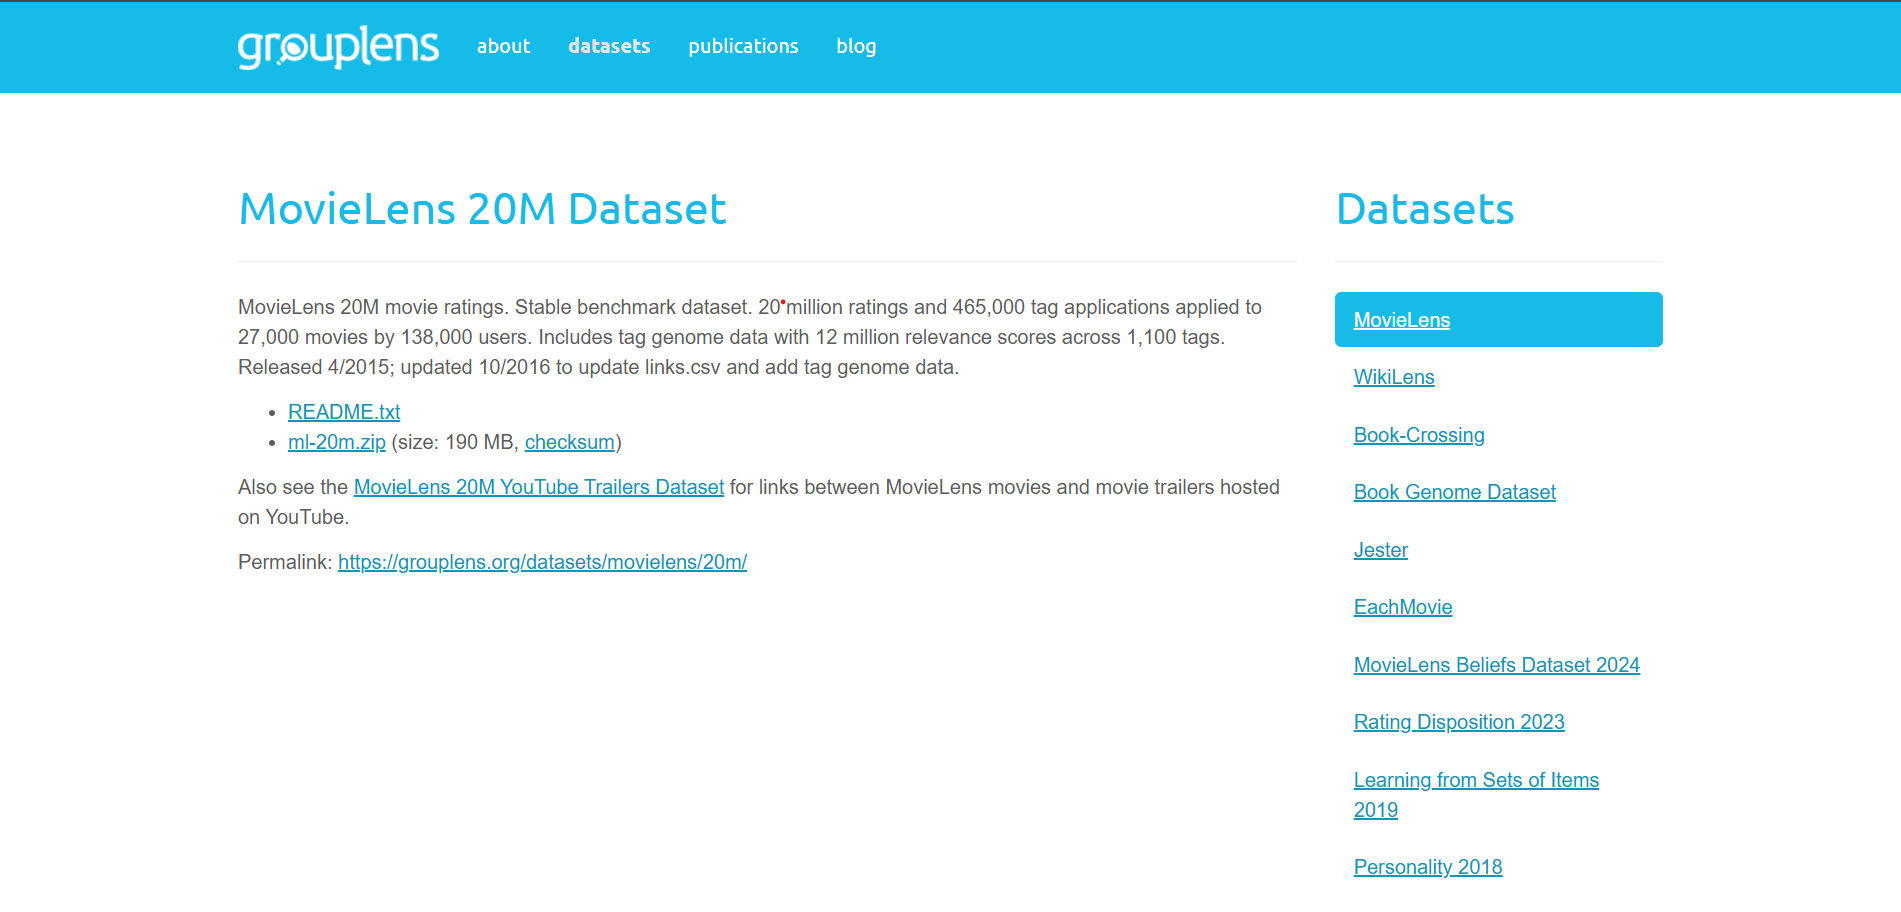 grouplens about datasets publications blog
MovieLens 20M Dataset
MovieLens 20M movie ratings. Stable benchmark dataset. 20 million ratings and 465,000 tag applications applied to
27,000 movies by 138,000 users. Includes tag genome data with 12 million relevance scores across 1,100 tags.
Released 4/2015; updated 10/2016 to update links.csv and add tag genome data.
• README.txt
• ml-20m.zip (size: 190 MB, checksum)
Also see the MovieLens 20M YouTube Trailers Dataset for links between MovieLens movies and movie trailers hosted
on YouTube.
Permalink: https://grouplens.org/datasets/movielens/20m/
Datasets
MovieLens
WikiLens
Book-Crossing
Book Genome Dataset
Jester
EachMovie
MovieLens Beliefs Dataset 2024
Rating Disposition 2023
Learning from Sets of Items
2019
Personality 2018